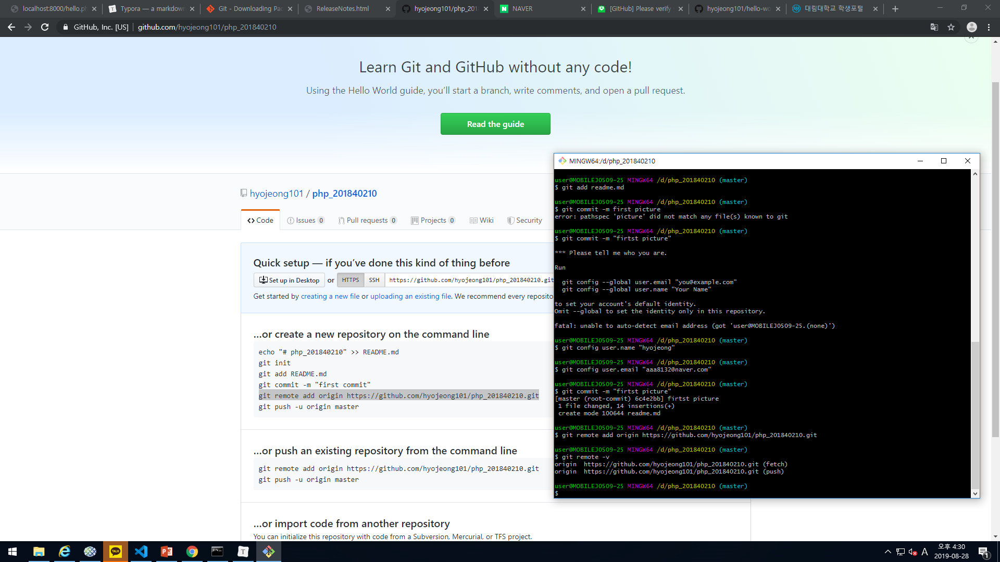 localhost:8000/hello.p
Typora — a markdown
Git - Downloading Pac
ReleaseNotes.html
hyojeong101/php_201
NAVER
[GitHub] Please verify
hyojeong101/hello-wo
대림대학교 학생포털
GitHub, Inc. [US] github.com/hyojeong101/php_201840210
Learn Git and GitHub without any code!
Using the Hello World guide, you’ll start a branch, write comments, and open a pull request.
Read the guide
hyojeong101 / php_201840210
Code Issues 0 Pull requests 0 Projects 0 Wiki Security
Quick setup — if you’ve done this kind of thing before
Set up in Desktop or HTTPS SSH https://github.com/hyojeong101/php_201840210.git
Get started by creating a new file or uploading an existing file. We recommend every reposito
…or create a new repository on the command line
echo "# php_201840210" >> README.md
git init
git add README.md
git commit -m "first commit"
git remote add origin https://github.com/hyojeong101/php_201840210.git
git push -u origin master
…or push an existing repository from the command line
git remote add origin https://github.com/hyojeong101/php_201840210.git
git push -u origin master
…or import code from another repository
You can initialize this repository with code from a Subversion, Mercurial, or TFS project.
MINGW64:/d/php_201840210
user@MOBILEJO509-25 MINGW64 /d/php_201840210 (master)
$ git add readme.md
user@MOBILEJO509-25 MINGW64 /d/php_201840210 (master)
$ git commit -m first picture
error: pathspec 'picture' did not match any file(s) known to git
user@MOBILEJO509-25 MINGW64 /d/php_201840210 (master)
$ git commit -m "firtst picture"
*** Please tell me who you are.
Run
git config --global user.email "you@example.com"
git config --global user.name "Your Name"
to set your account's default identity.
Omit --global to set the identity only in this repository.
fatal: unable to auto-detect email address (got 'user@MOBILEJO509-25.(none)')
user@MOBILEJO509-25 MINGW64 /d/php_201840210 (master)
$ git config user.name "hyojeong"
user@MOBILEJO509-25 MINGW64 /d/php_201840210 (master)
$ git config user.email "aaa8132@naver.com"
user@MOBILEJO509-25 MINGW64 /d/php_201840210 (master)
$ git commit -m "firtst picture"
[master (root-commit) 6c4e2bb] firtst picture
1 file changed, 14 insertions(+)
create mode 100644 readme.md
user@MOBILEJO509-25 MINGW64 /d/php_201840210 (master)
$ git remote add origin https://github.com/hyojeong101/php_201840210.git
user@MOBILEJO509-25 MINGW64 /d/php_201840210 (master)
$ git remote -v
origin https://github.com/hyojeong101/php_201840210.git (fetch)
origin https://github.com/hyojeong101/php_201840210.git (push)
user@MOBILEJO509-25 MINGW64 /d/php_201840210 (master)
$
TALK
T
A
오후 4:30
2019-08-28
1